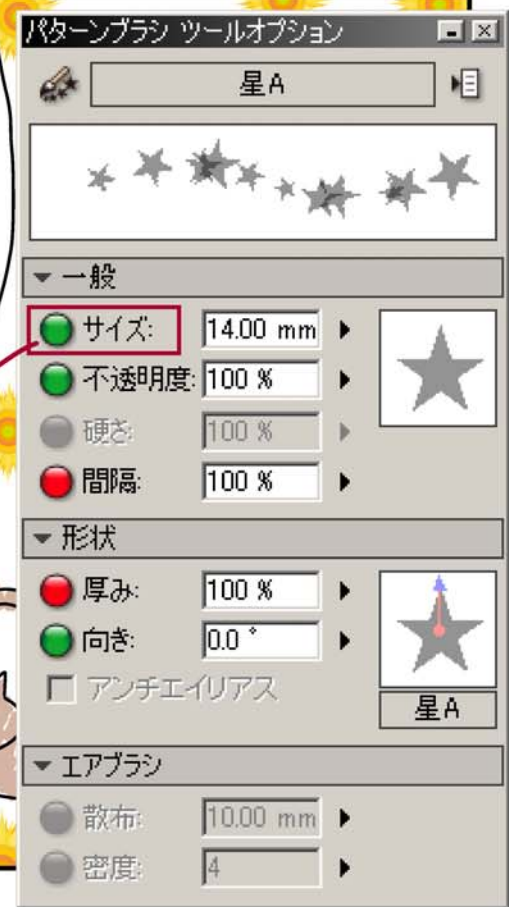 パターンブラシ ツールオプション
星A
一般
サイズ: 14.00 mm
不透明度: 100 %
硬さ: 100 %
間隔: 100 %
形状
厚み: 100 %
向き: 0.0 °
アンチエイリアス
星A
エアブラシ
散布: 10.00 mm
密度: 4